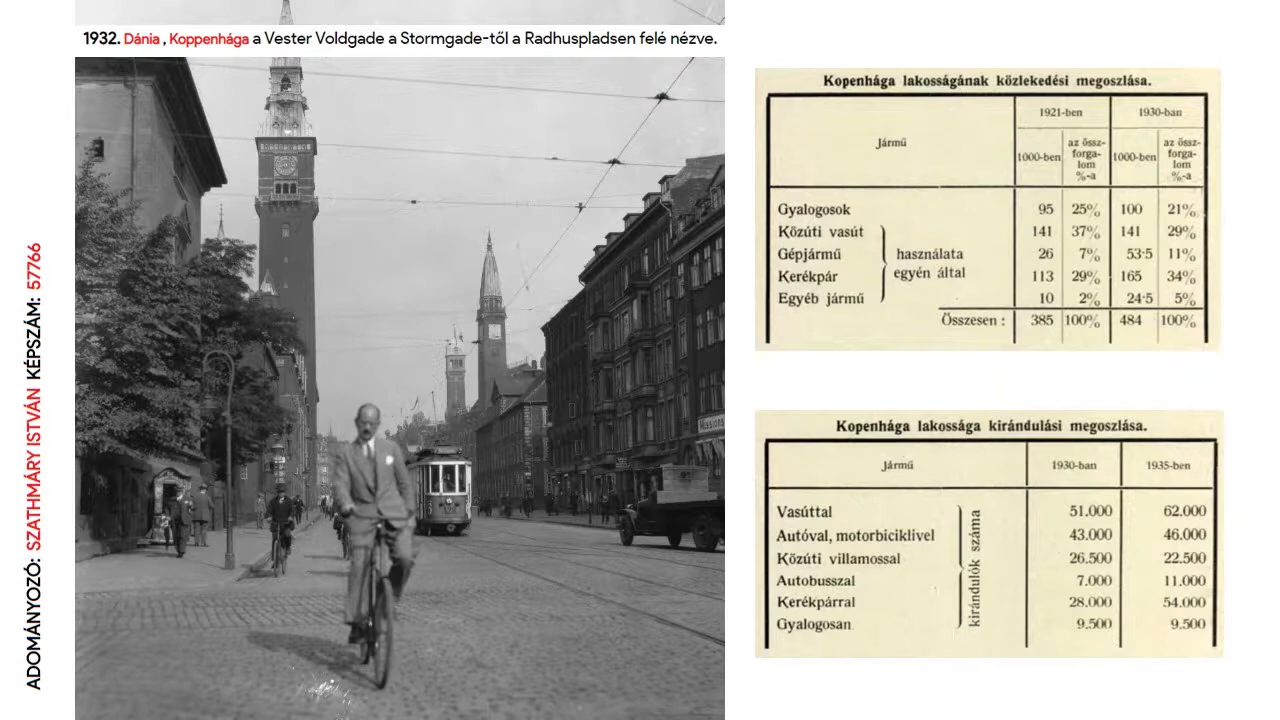 1932. Dánia , Koppenhága a Vester Voldgade a Stormgade-től a Radhuspladsen felé nézve.
ADOMÁNYOZÓ: SZATHMÁRY ISTVÁN KÉPSZÁM: 57766
Kopenhága lakosságának közlekedési megoszlása.
Jármű
1921-ben 1930-ban
1000-ben az össz-forga-lom %-a 1000-ben az össz-forga-lom %-a
Gyalogosok 95 25% 100 21%
Közúti vasút 141 37% 141 29%
Gépjármű 26 7% 53·5 11%
Kerékpár 113 29% 165 34%
Egyéb jármű 10 2% 24·5 5%
használata
egyén által
Összesen : 385 100% 484 100%
Kopenhága lakossága kirándulási megoszlása.
Jármű 1930-ban 1935-ben
Vasúttal 51.000 62.000
Autóval, motorbiciklivel 43.000 46.000
Közúti villamossal 26.500 22.500
Autobusszal 7.000 11.000
Kerékpárral 28.000 54.000
Gyalogosan 9.500 9.500
kirándulók száma